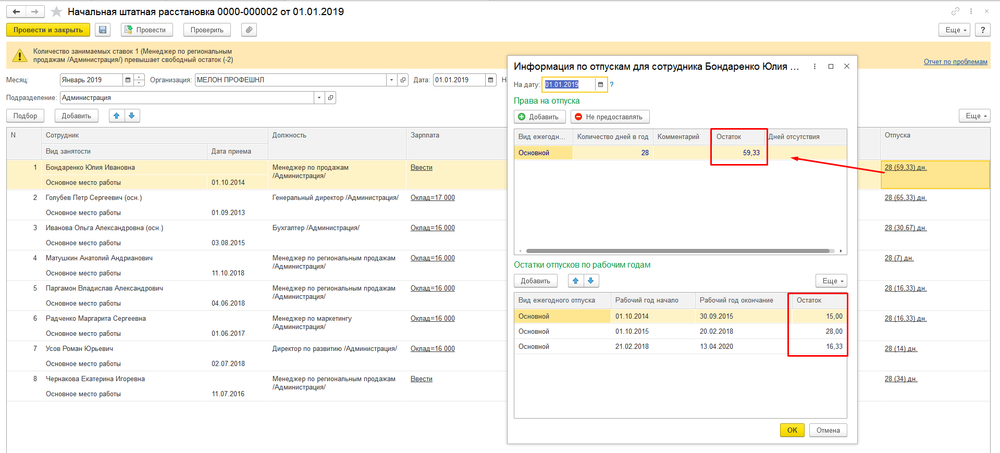 Начальная штатная расстановка 0000-000002 от 01.01.2019
Провести и закрыть
Провести
Проверить
Еще
?
Количество занимаемых ставок 1 (Менеджер по региональным
продажам /Администрация/) превышает свободный остаток (-2)
Отчет по проблемам
Месяц: Январь 2019 Организация: МЕЛОН ПРОФЕШНЛ Дата: 01.01.2019
Подразделение: Администрация
Подбор Добавить Еще
N Сотрудник Должность Зарплата Отпуска
Вид занятости Дата приема
1 Бондаренко Юлия Ивановна Менеджер по продажам Ввести 28 (59,33) дн.
/Администрация/
Основное место работы 01.10.2014
2 Голубев Петр Сергеевич (осн.) Генеральный директор /Администрация/ Оклад=17 000 28 (65,33) дн.
Основное место работы 01.09.2013
3 Иванова Ольга Александровна (осн.) Бухгалтер /Администрация/ Оклад=16 000 28 (30,67) дн.
Основное место работы 03.08.2015
4 Матушкин Анатолий Андрианович Менеджер по региональным продажам Оклад=16 000 28 (7) дн.
/Администрация/
Основное место работы 11.10.2018
5 Паргамон Владислав Александрович Менеджер по региональным продажам Оклад=16 000 28 (16,33) дн.
/Администрация/
Основное место работы 04.06.2018
6 Радченко Маргарита Сергеевна Менеджер по маркетингу Оклад=16 000 28 (16,33) дн.
/Администрация/
Основное место работы 01.06.2017
7 Усов Роман Юрьевич Директор по развитию /Администрация/ Оклад=16 000 28 (14) дн.
Основное место работы 02.07.2018
8 Чернакова Екатерина Игоревна Менеджер по региональным продажам Ввести 28 (34) дн.
/Администрация/
Основное место работы 11.07.2016
Информация по отпускам для сотрудника Бондаренко Юлия ...
На дату: 01.01.2019 ?
Права на отпуска
Добавить Не предоставлять
Вид ежегодн... Количество дней в год Комментарий Остаток Дней отсутствия
Основной 28 59,33
Остатки отпусков по рабочим годам
Добавить Еще
Вид ежегодного отпуска Рабочий год начало Рабочий год окончание Остаток
Основной 01.10.2014 30.09.2015 15,00
Основной 01.10.2015 20.02.2018 28,00
Основной 21.02.2018 13.04.2020 16,33
ОК Отмена